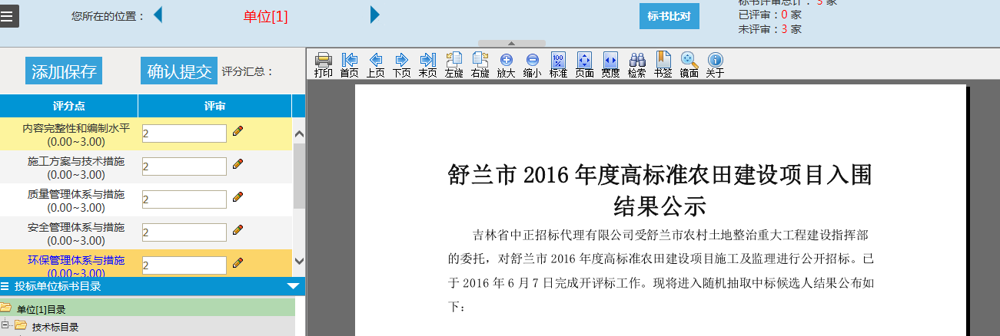 您所在的位置：
单位[1]
标书比对
标书评审总计：3 家
已评审：0 家
未评审：3 家
添加保存
确认提交
评分汇总：
打印 首页 上页 下页 末页 左旋 右旋 放大 缩小 标准 页面 宽度 检索 书签 镜面 关于
100
%
评分点 评审
内容完整性和编制水平
(0.00~3.00)
2
施工方案与技术措施
(0.00~3.00)
2
质量管理体系与措施
(0.00~3.00)
2
安全管理体系与措施
(0.00~3.00)
2
环保管理体系与措施
(0.00~3.00)
2
投标单位标书目录
单位[1]目录
技术标目录
舒兰市 2016 年度高标准农田建设项目入围
结果公示
吉林省中正招标代理有限公司受舒兰市农村土地整治重大工程建设指挥部
的委托，对舒兰市 2016 年度高标准农田建设项目施工及监理进行公开招标。已
于 2016 年 6 月 7 日完成开评标工作。现将进入随机抽取中标候选人结果公布如
下：